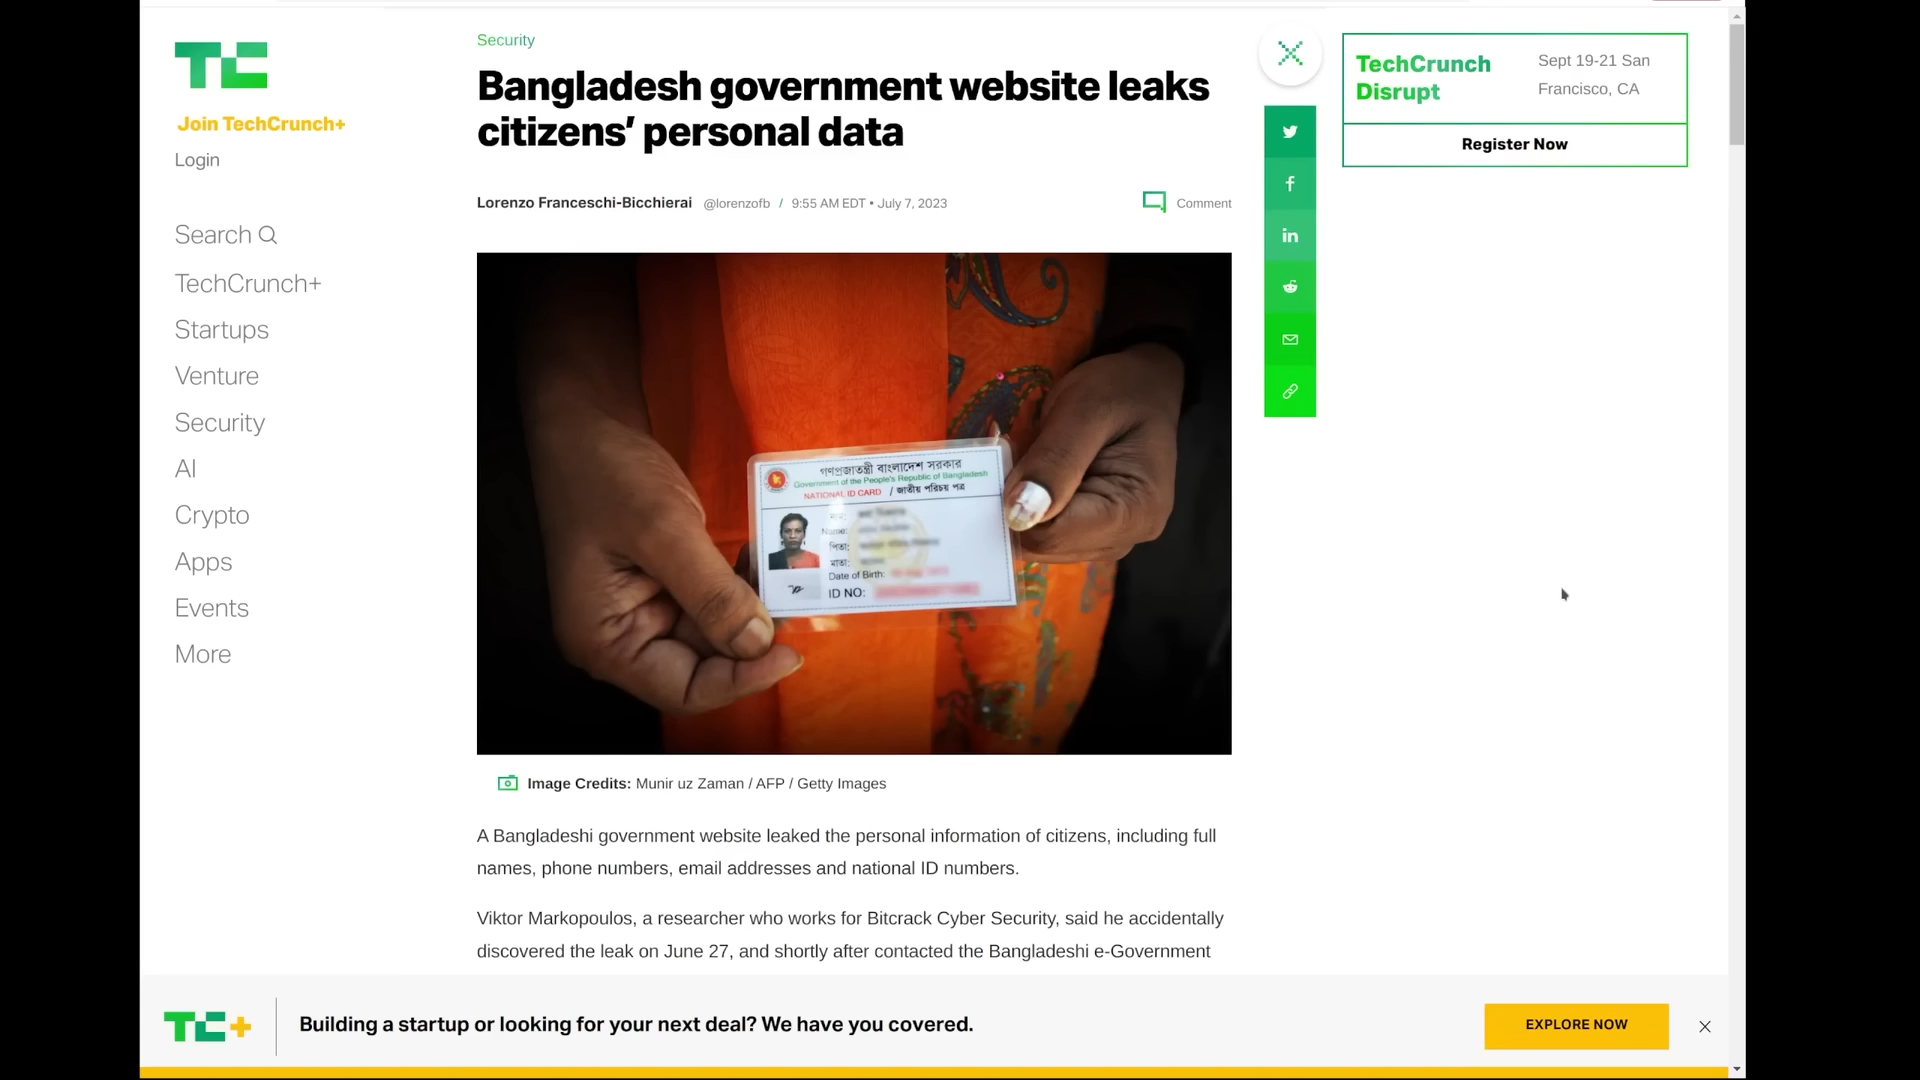 TC
Join TechCrunch+
Login
Search
TechCrunch+
Startups
Venture
Security
AI
Crypto
Apps
Events
More
Security
Bangladesh government website leaks
citizens’ personal data
Lorenzo Franceschi-Bicchierai @lorenzofb / 9:55 AM EDT • July 7, 2023
Comment
গণপ্রজাতন্ত্রী বাংলাদেশ সরকার
Government of the People's Republic of Bangladesh
NATIONAL ID CARD / জাতীয় পরিচয় পত্র
নাম:
Name:
পিতা:
মাতা:
Date of Birth:
ID NO:
Image Credits: Munir uz Zaman / AFP / Getty Images
A Bangladeshi government website leaked the personal information of citizens, including full
names, phone numbers, email addresses and national ID numbers.
Viktor Markopoulos, a researcher who works for Bitcrack Cyber Security, said he accidentally
discovered the leak on June 27, and shortly after contacted the Bangladeshi e-Government
f
in
TechCrunch
Disrupt
Sept 19-21 San
Francisco, CA
Register Now
TC+
Building a startup or looking for your next deal? We have you covered.
EXPLORE NOW